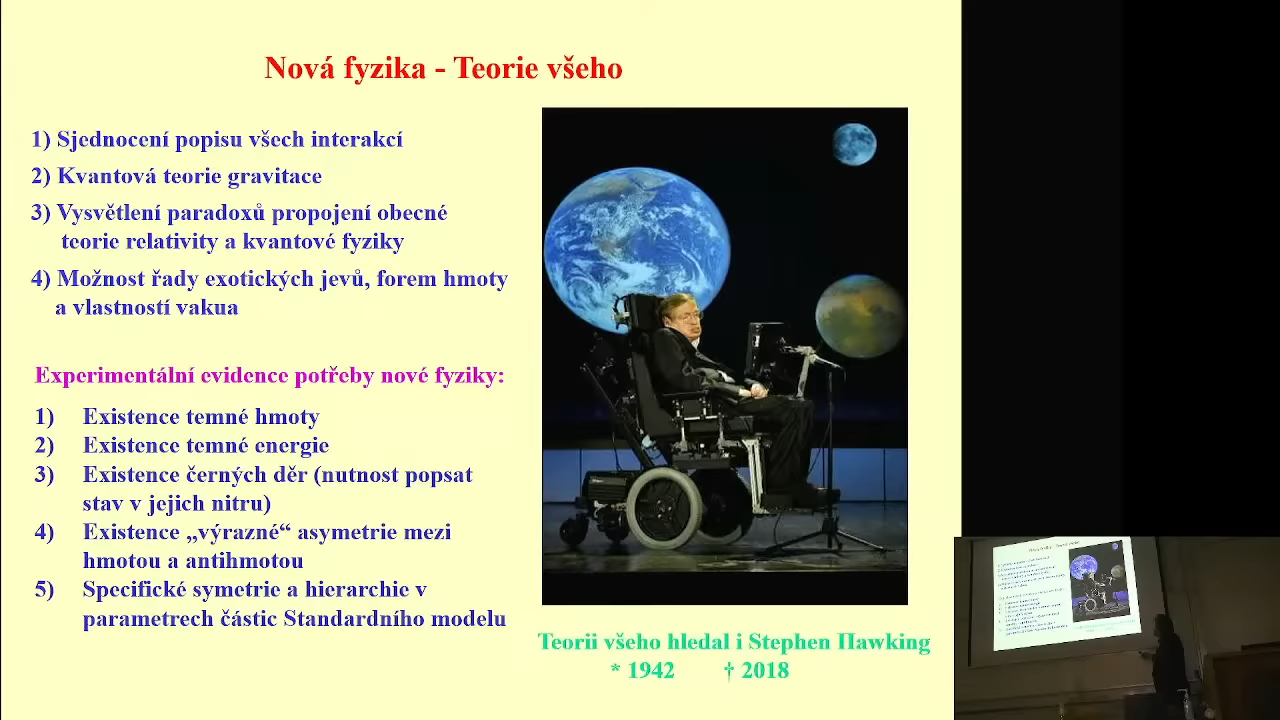 Nová fyzika - Teorie všeho
1) Sjednocení popisu všech interakcí
2) Kvantová teorie gravitace
3) Vysvětlení paradoxů propojení obecné
teorie relativity a kvantové fyziky
4) Možnost řady exotických jevů, forem hmoty
a vlastností vakua
Experimentální evidence potřeby nové fyziky:
1) Existence temné hmoty
2) Existence temné energie
3) Existence černých děr (nutnost popsat
stav v jejich nitru)
4) Existence „výrazné“ asymetrie mezi
hmotou a antihmotou
5) Specifické symetrie a hierarchie v
parametrech částic Standardního modelu
Teorii všeho hledal i Stephen Hawking
* 1942 † 2018